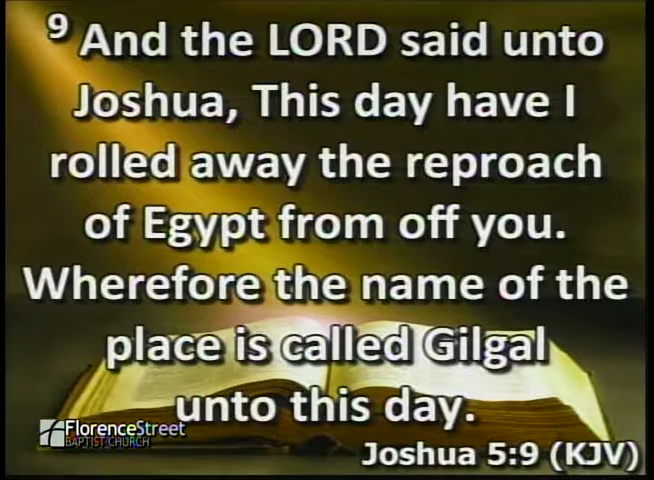 9 And the LORD said unto
Joshua, This day have I
rolled away the reproach
of Egypt from off you.
Wherefore the name of the
place is called Gilgal
unto this day.
FlorenceStreet
BAPTIST CHURCH
Joshua 5:9 (KJV)